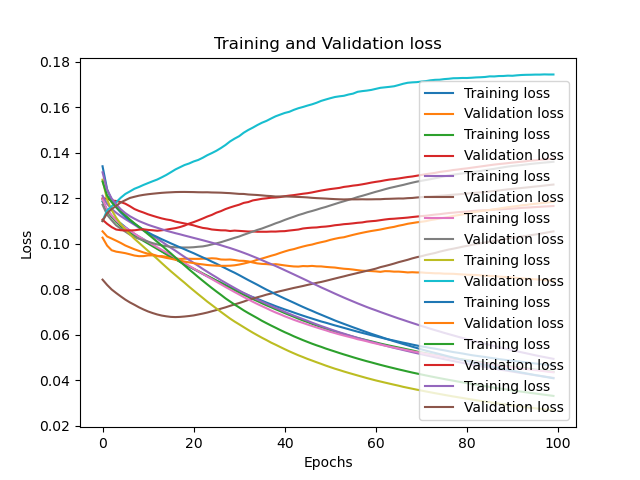 Training and Validation loss
Loss
0.18
0.16
0.14
0.12
0.10
0.08
0.06
0.04
0.02
Training loss
Validation loss
Training loss
Validation loss
Training loss
Validation loss
Training loss
Validation loss
Training loss
Validation loss
Training loss
Validation loss
Training loss
Validation loss
Training loss
Validation loss
0 20 40 60 80 100
Epochs